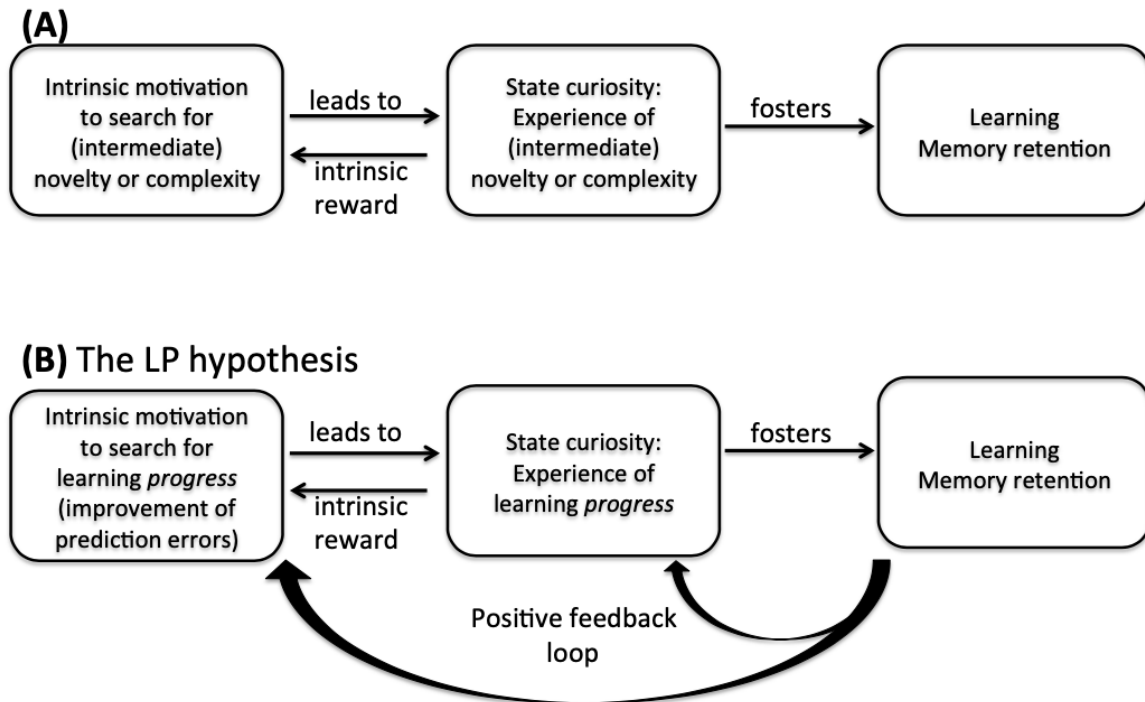 (A)
Intrinsic motivation
to search for
(intermediate)
novelty or complexity
leads to
intrinsic
reward
State curiosity:
Experience of
(intermediate)
novelty or complexity
fosters
Learning
Memory retention
(B) The LP hypothesis
Intrinsic motivation
to search for
learning progress
(improvement of
prediction errors)
leads to
intrinsic
reward
State curiosity:
Experience of
learning progress
fosters
Learning
Memory retention
Positive feedback
loop